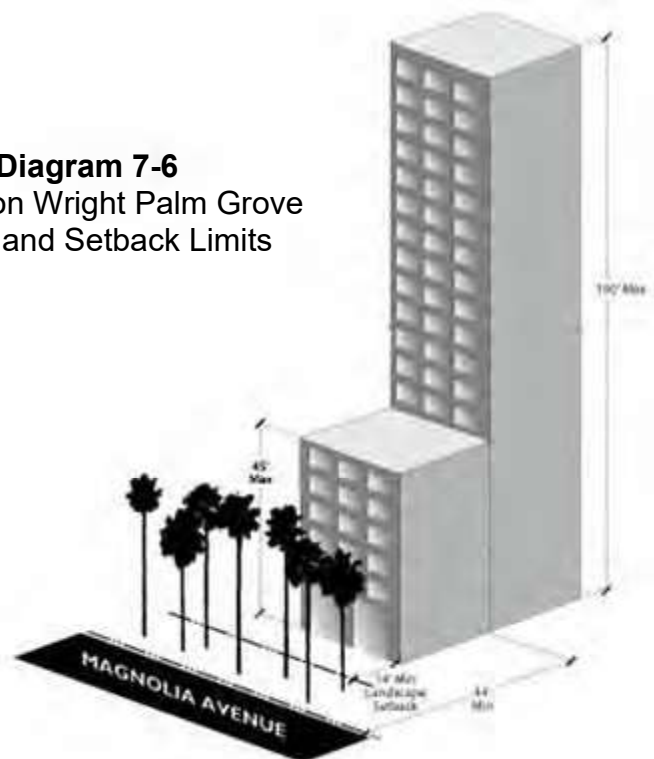 Diagram 7-6
on Wright Palm Grove
and Setback Limits
Max
45'
Max
MAGNOLIA AVENUE
14' Min
Landscape
Setback
44'
Min